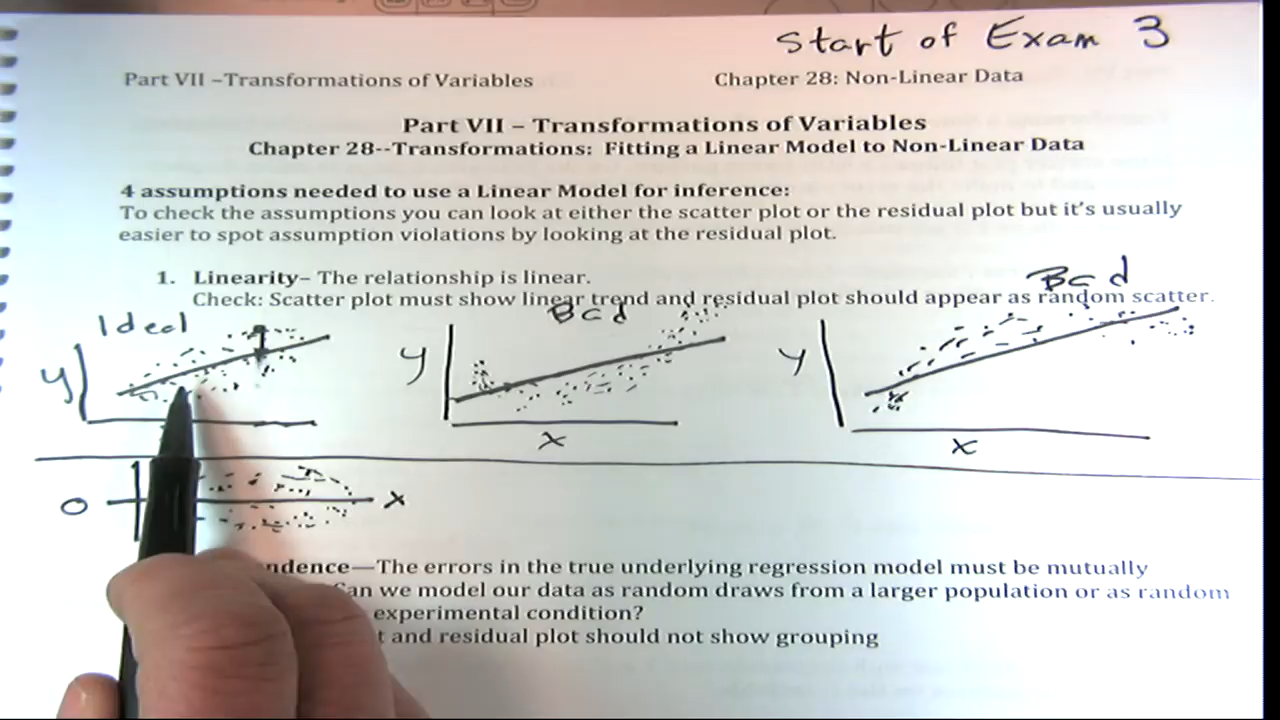 Start of Exam 3
Part VII –Transformations of Variables
Chapter 28: Non-Linear Data
Part VII – Transformations of Variables
Chapter 28--Transformations: Fitting a Linear Model to Non-Linear Data
4 assumptions needed to use a Linear Model for inference:
To check the assumptions you can look at either the scatter plot or the residual plot but it's usually
easier to spot assumption violations by looking at the residual plot.
1. Linearity– The relationship is linear.
Check: Scatter plot must show linear trend and residual plot should appear as random scatter.
Ideal
Bad
Bad
y
y
y
x
x
0
x
ndence—The errors in the true underlying regression model must be mutually
an we model our data as random draws from a larger population or as random
experimental condition?
t and residual plot should not show grouping